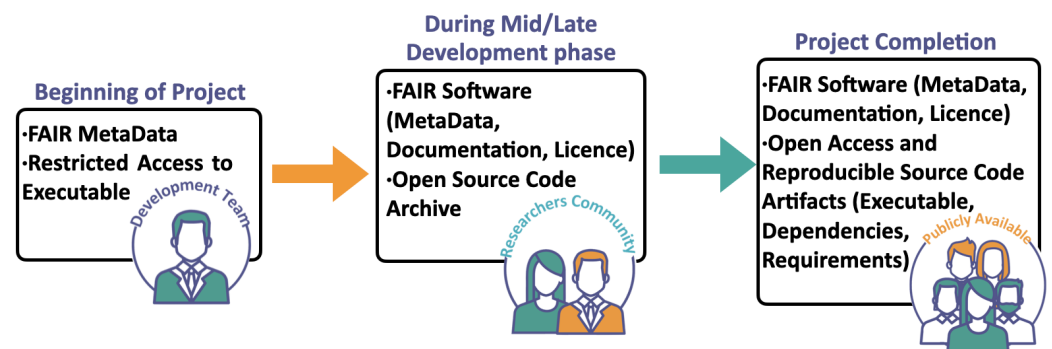 Beginning of Project
·FAIR MetaData
·Restricted Access to
Executable
Development Team
During Mid/Late
Development phase
·FAIR Software
(MetaData,
Documentation, Licence)
·Open Source Code
Archive
Researchers Community
Project Completion
·FAIR Software (MetaData,
Documentation, Licence)
·Open Access and
Reproducible Source Code
Artifacts (Executable,
Dependencies,
Requirements)
Publicly Available